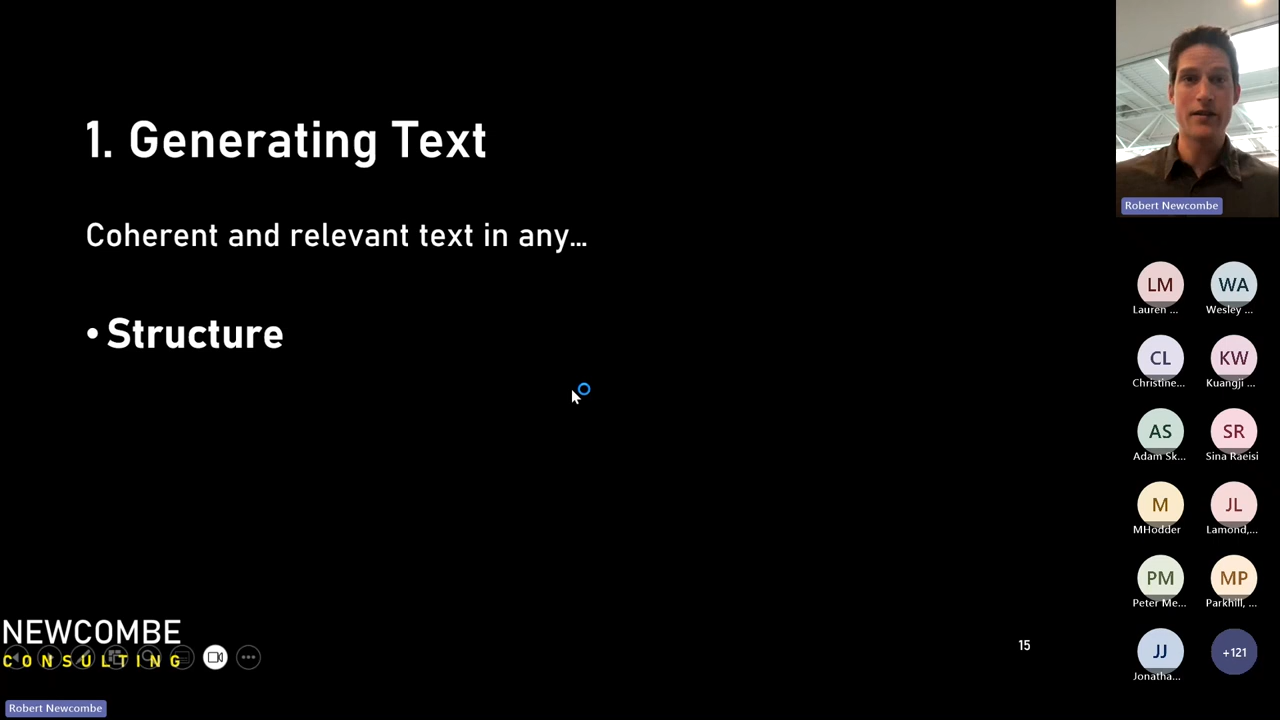 1. Generating Text
Coherent and relevant text in any...
• Structure
NEWCOMBE
CONSULTING
15
Robert Newcombe
Robert Newcombe
LM
WA
Lauren ...
Wesley ...
CL
KW
Christine...
Kuangji ...
AS
SR
Adam Sk...
Sina Raeisi
M
JL
MHodder
Lamond,...
PM
MP
Peter Me...
Parkhill, ...
JJ
+121
Jonatha...